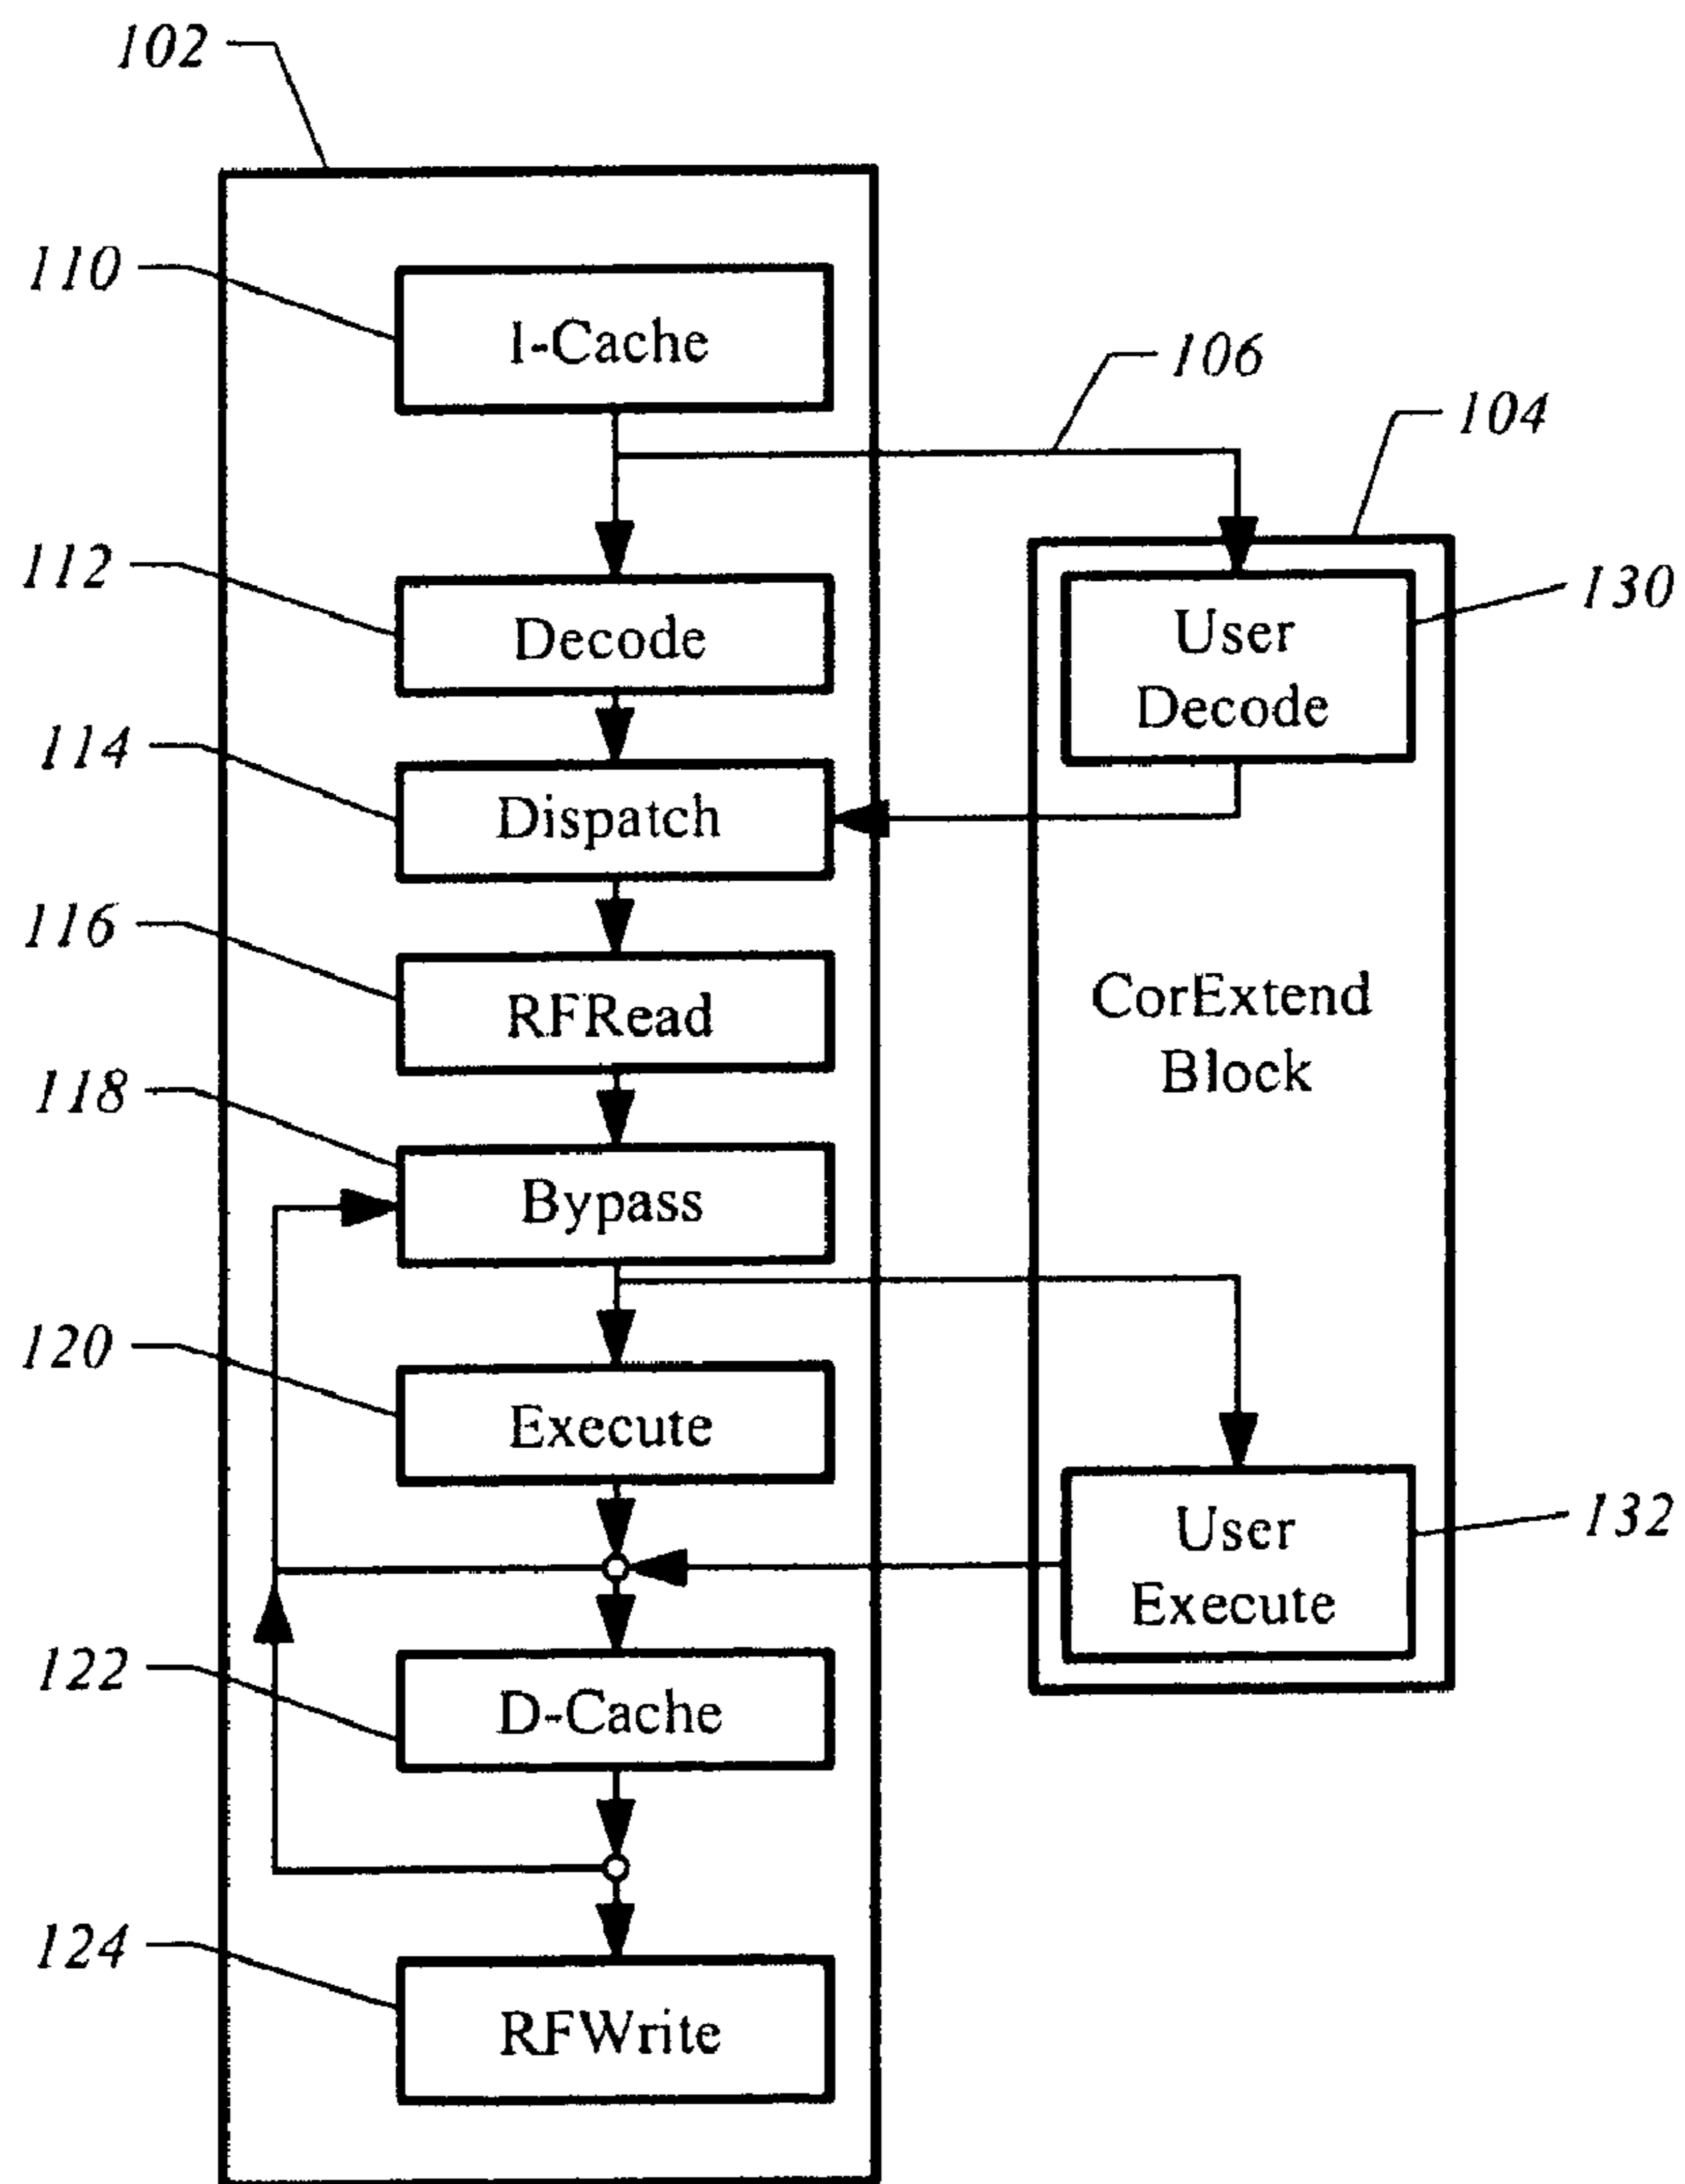 102
110
I-Cache
106
104
112
Decode
User
Decode
130
114
Dispatch
116
RFRead
CorExtend
Block
118
Bypass
120
Execute
User
Execute
132
122
D-Cache
124
RFWrite